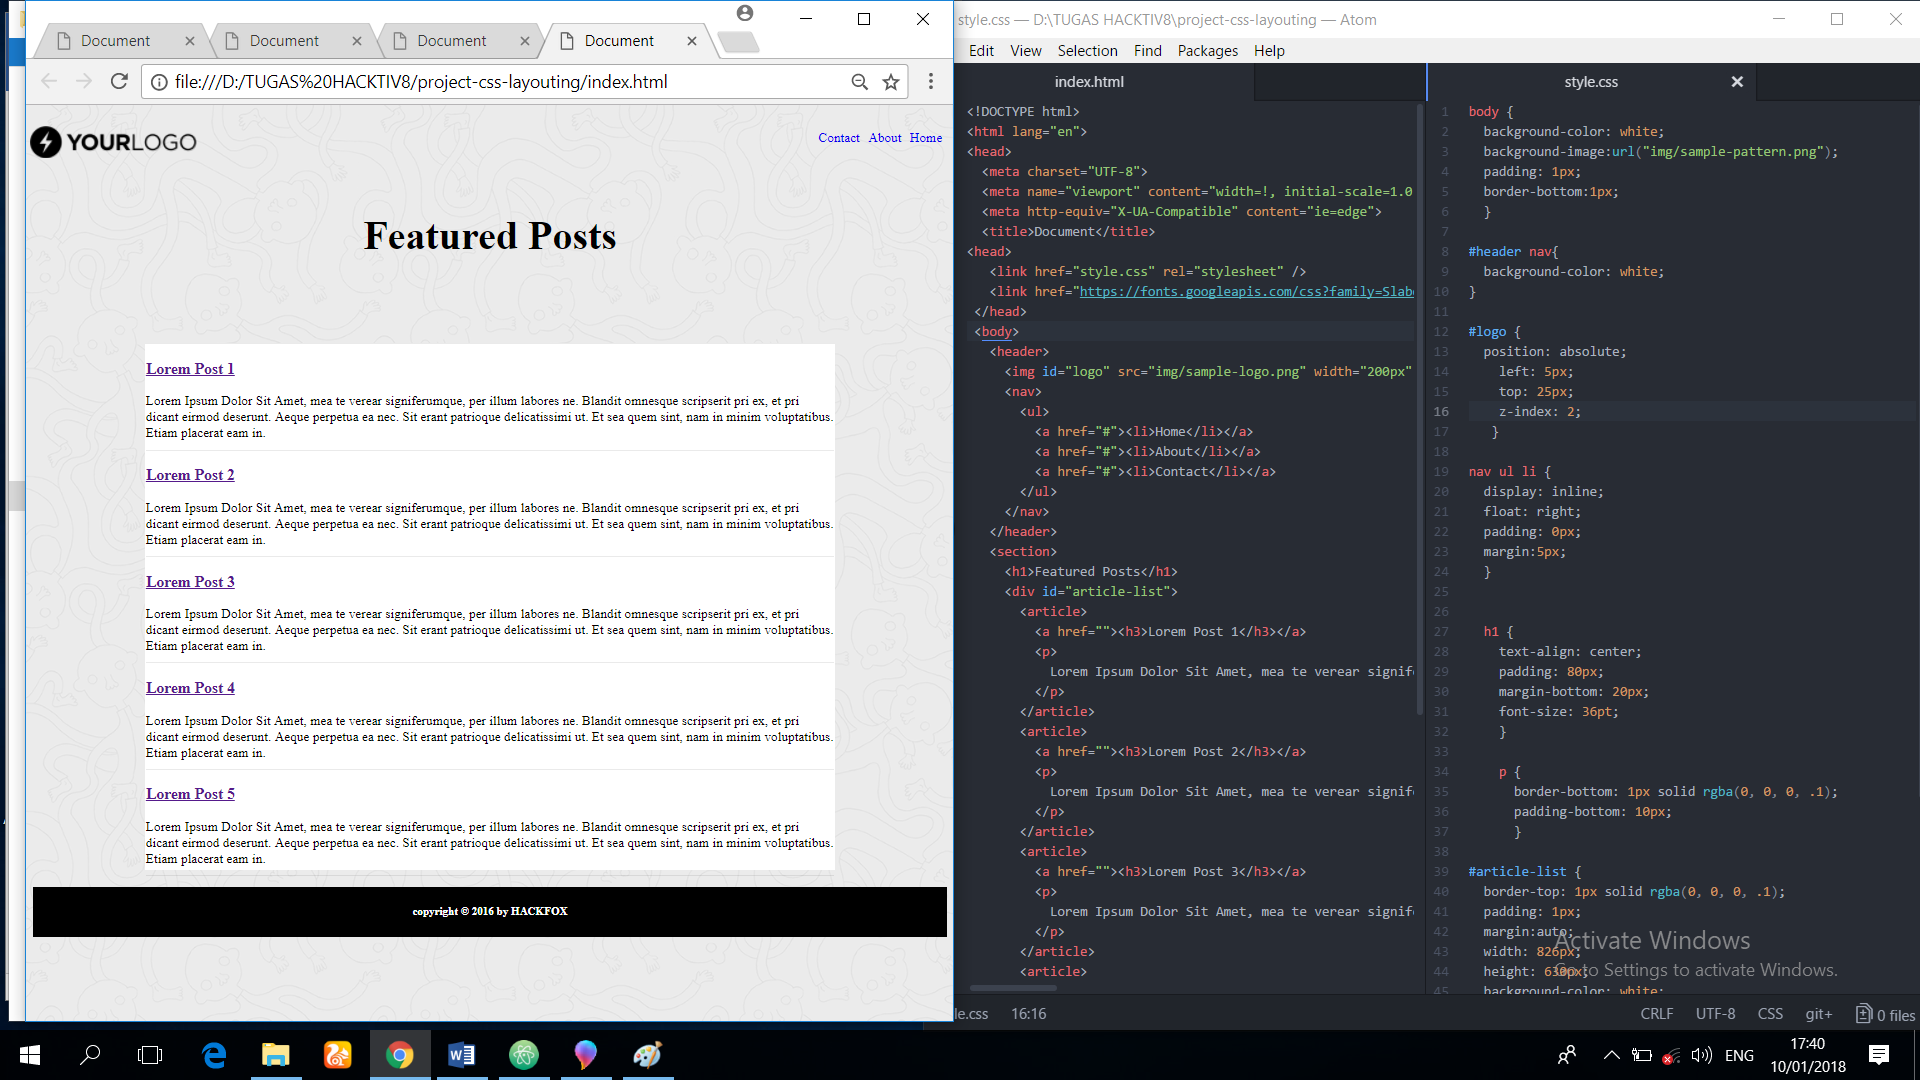 Document
Document
Document
Document
file:///D:/TUGAS%20HACKTIV8/project-css-layouting/index.html
YOURLOGO
Contact About Home
Featured Posts
Lorem Post 1
Lorem Ipsum Dolor Sit Amet, mea te verear signiferumque, per illum labores ne. Blandit omnesque scripserit pri ex, et pri
dicant eirmod deserunt. Aeque perpetua ea nec. Sit erant patrioque delicatissimi ut. Et sea quem sint, nam in minim voluptatibus.
Etiam placerat eam in.
Lorem Post 2
Lorem Ipsum Dolor Sit Amet, mea te verear signiferumque, per illum labores ne. Blandit omnesque scripserit pri ex, et pri
dicant eirmod deserunt. Aeque perpetua ea nec. Sit erant patrioque delicatissimi ut. Et sea quem sint, nam in minim voluptatibus.
Etiam placerat eam in.
Lorem Post 3
Lorem Ipsum Dolor Sit Amet, mea te verear signiferumque, per illum labores ne. Blandit omnesque scripserit pri ex, et pri
dicant eirmod deserunt. Aeque perpetua ea nec. Sit erant patrioque delicatissimi ut. Et sea quem sint, nam in minim voluptatibus.
Etiam placerat eam in.
Lorem Post 4
Lorem Ipsum Dolor Sit Amet, mea te verear signiferumque, per illum labores ne. Blandit omnesque scripserit pri ex, et pri
dicant eirmod deserunt. Aeque perpetua ea nec. Sit erant patrioque delicatissimi ut. Et sea quem sint, nam in minim voluptatibus.
Etiam placerat eam in.
Lorem Post 5
Lorem Ipsum Dolor Sit Amet, mea te verear signiferumque, per illum labores ne. Blandit omnesque scripserit pri ex, et pri
dicant eirmod deserunt. Aeque perpetua ea nec. Sit erant patrioque delicatissimi ut. Et sea quem sint, nam in minim voluptatibus.
Etiam placerat eam in.
copyright © 2016 by HACKFOX
style.css — D:\TUGAS HACKTIV8\project-css-layouting — Atom
Edit View Selection Find Packages Help
index.html
<!DOCTYPE html>
<html lang="en">
<head>
<meta charset="UTF-8">
<meta name="viewport" content="width=!, initial-scale=1.0
<meta http-equiv="X-UA-Compatible" content="ie=edge">
<title>Document</title>
<head>
<link href="style.css" rel="stylesheet" />
<link href="https://fonts.googleapis.com/css?family=Slab
</head>
<body>
<header>
<img id="logo" src="img/sample-logo.png" width="200px"
<nav>
<ul>
<a href="#"><li>Home</li></a>
<a href="#"><li>About</li></a>
<a href="#"><li>Contact</li></a>
</ul>
</nav>
</header>
<section>
<h1>Featured Posts</h1>
<div id="article-list">
<article>
<a href=""><h3>Lorem Post 1</h3></a>
<p>
Lorem Ipsum Dolor Sit Amet, mea te verear signif
</p>
</article>
<article>
<a href=""><h3>Lorem Post 2</h3></a>
<p>
Lorem Ipsum Dolor Sit Amet, mea te verear signif
</p>
</article>
<article>
<a href=""><h3>Lorem Post 3</h3></a>
<p>
Lorem Ipsum Dolor Sit Amet, mea te verear signif
</p>
</article>
<article>
style.css
1 body {
2 background-color: white;
3 background-image:url("img/sample-pattern.png");
4 padding: 1px;
5 border-bottom:1px;
6 }
7
8 #header nav{
9 background-color: white;
10 }
11
12 #logo {
13 position: absolute;
14 left: 5px;
15 top: 25px;
16 z-index: 2;
17 }
18
19 nav ul li {
20 display: inline;
21 float: right;
22 padding: 0px;
23 margin:5px;
24 }
25
26
27 h1 {
28 text-align: center;
29 padding: 80px;
30 margin-bottom: 20px;
31 font-size: 36pt;
32 }
33
34 p {
35 border-bottom: 1px solid rgba(0, 0, 0, .1);
36 padding-bottom: 10px;
37 }
38
39 #article-list {
40 border-top: 1px solid rgba(0, 0, 0, .1);
41 padding: 1px;
42 margin:auto;
43 width: 826px;
44 height: 630px;
45 background-color: white;
Activate Windows
Go to Settings to activate Windows.
le.css 16:16
CRLF UTF-8 CSS git+ 0 files
ENG
17:40
10/01/2018